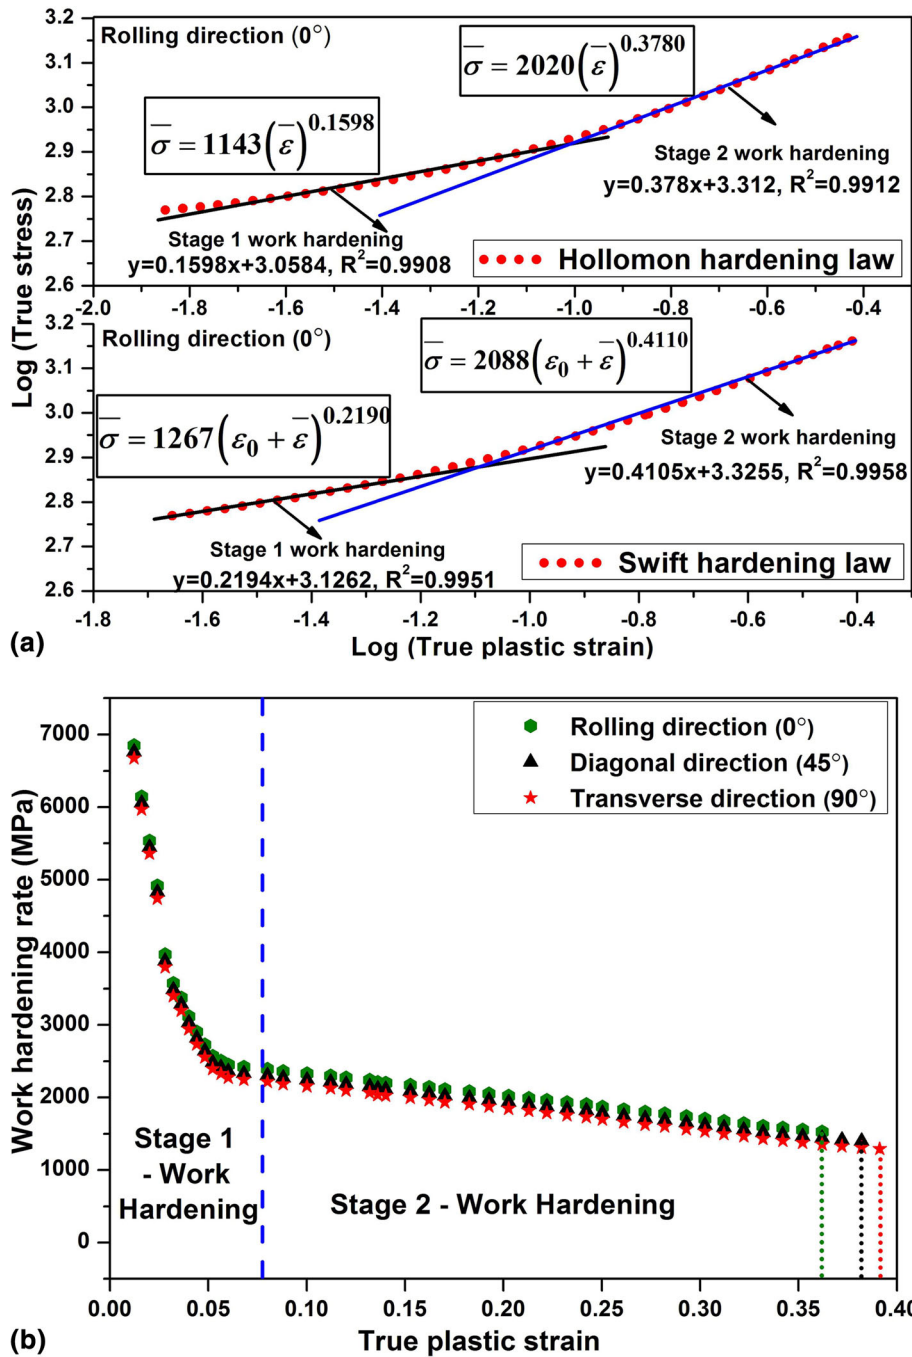 Rolling direction (0°)
σ̅ = 2020(ε̅)^0.3780
σ̅ = 1143(ε̅)^0.1598
Stage 2 work hardening
y=0.378x+3.312, R²=0.9912
Stage 1 work hardening
y=0.1598x+3.0584, R²=0.9908
Hollomon hardening law
3.2
3.1
3.0
2.9
2.8
2.7
2.6
-2.0 -1.8 -1.6 -1.4 -1.2 -1.0 -0.8 -0.6 -0.4
Log (True stress)
Rolling direction (0°)
σ̅ = 2088(ε₀ + ε̅)^0.4110
σ̅ = 1267(ε₀ + ε̅)^0.2190
Stage 2 work hardening
y=0.4105x+3.3255, R²=0.9958
Stage 1 work hardening
y=0.2194x+3.1262, R²=0.9951
Swift hardening law
3.2
3.1
3.0
2.9
2.8
2.7
2.6
-1.8 -1.6 -1.4 -1.2 -1.0 -0.8 -0.6 -0.4
(a)
Log (True plastic strain)
Rolling direction (0°)
Diagonal direction (45°)
Transverse direction (90°)
7000
6000
5000
4000
3000
2000
1000
0
Work hardening rate (MPa)
Stage 1
- Work
Hardening
Stage 2 - Work Hardening
0.00 0.05 0.10 0.15 0.20 0.25 0.30 0.35 0.40
(b)
True plastic strain